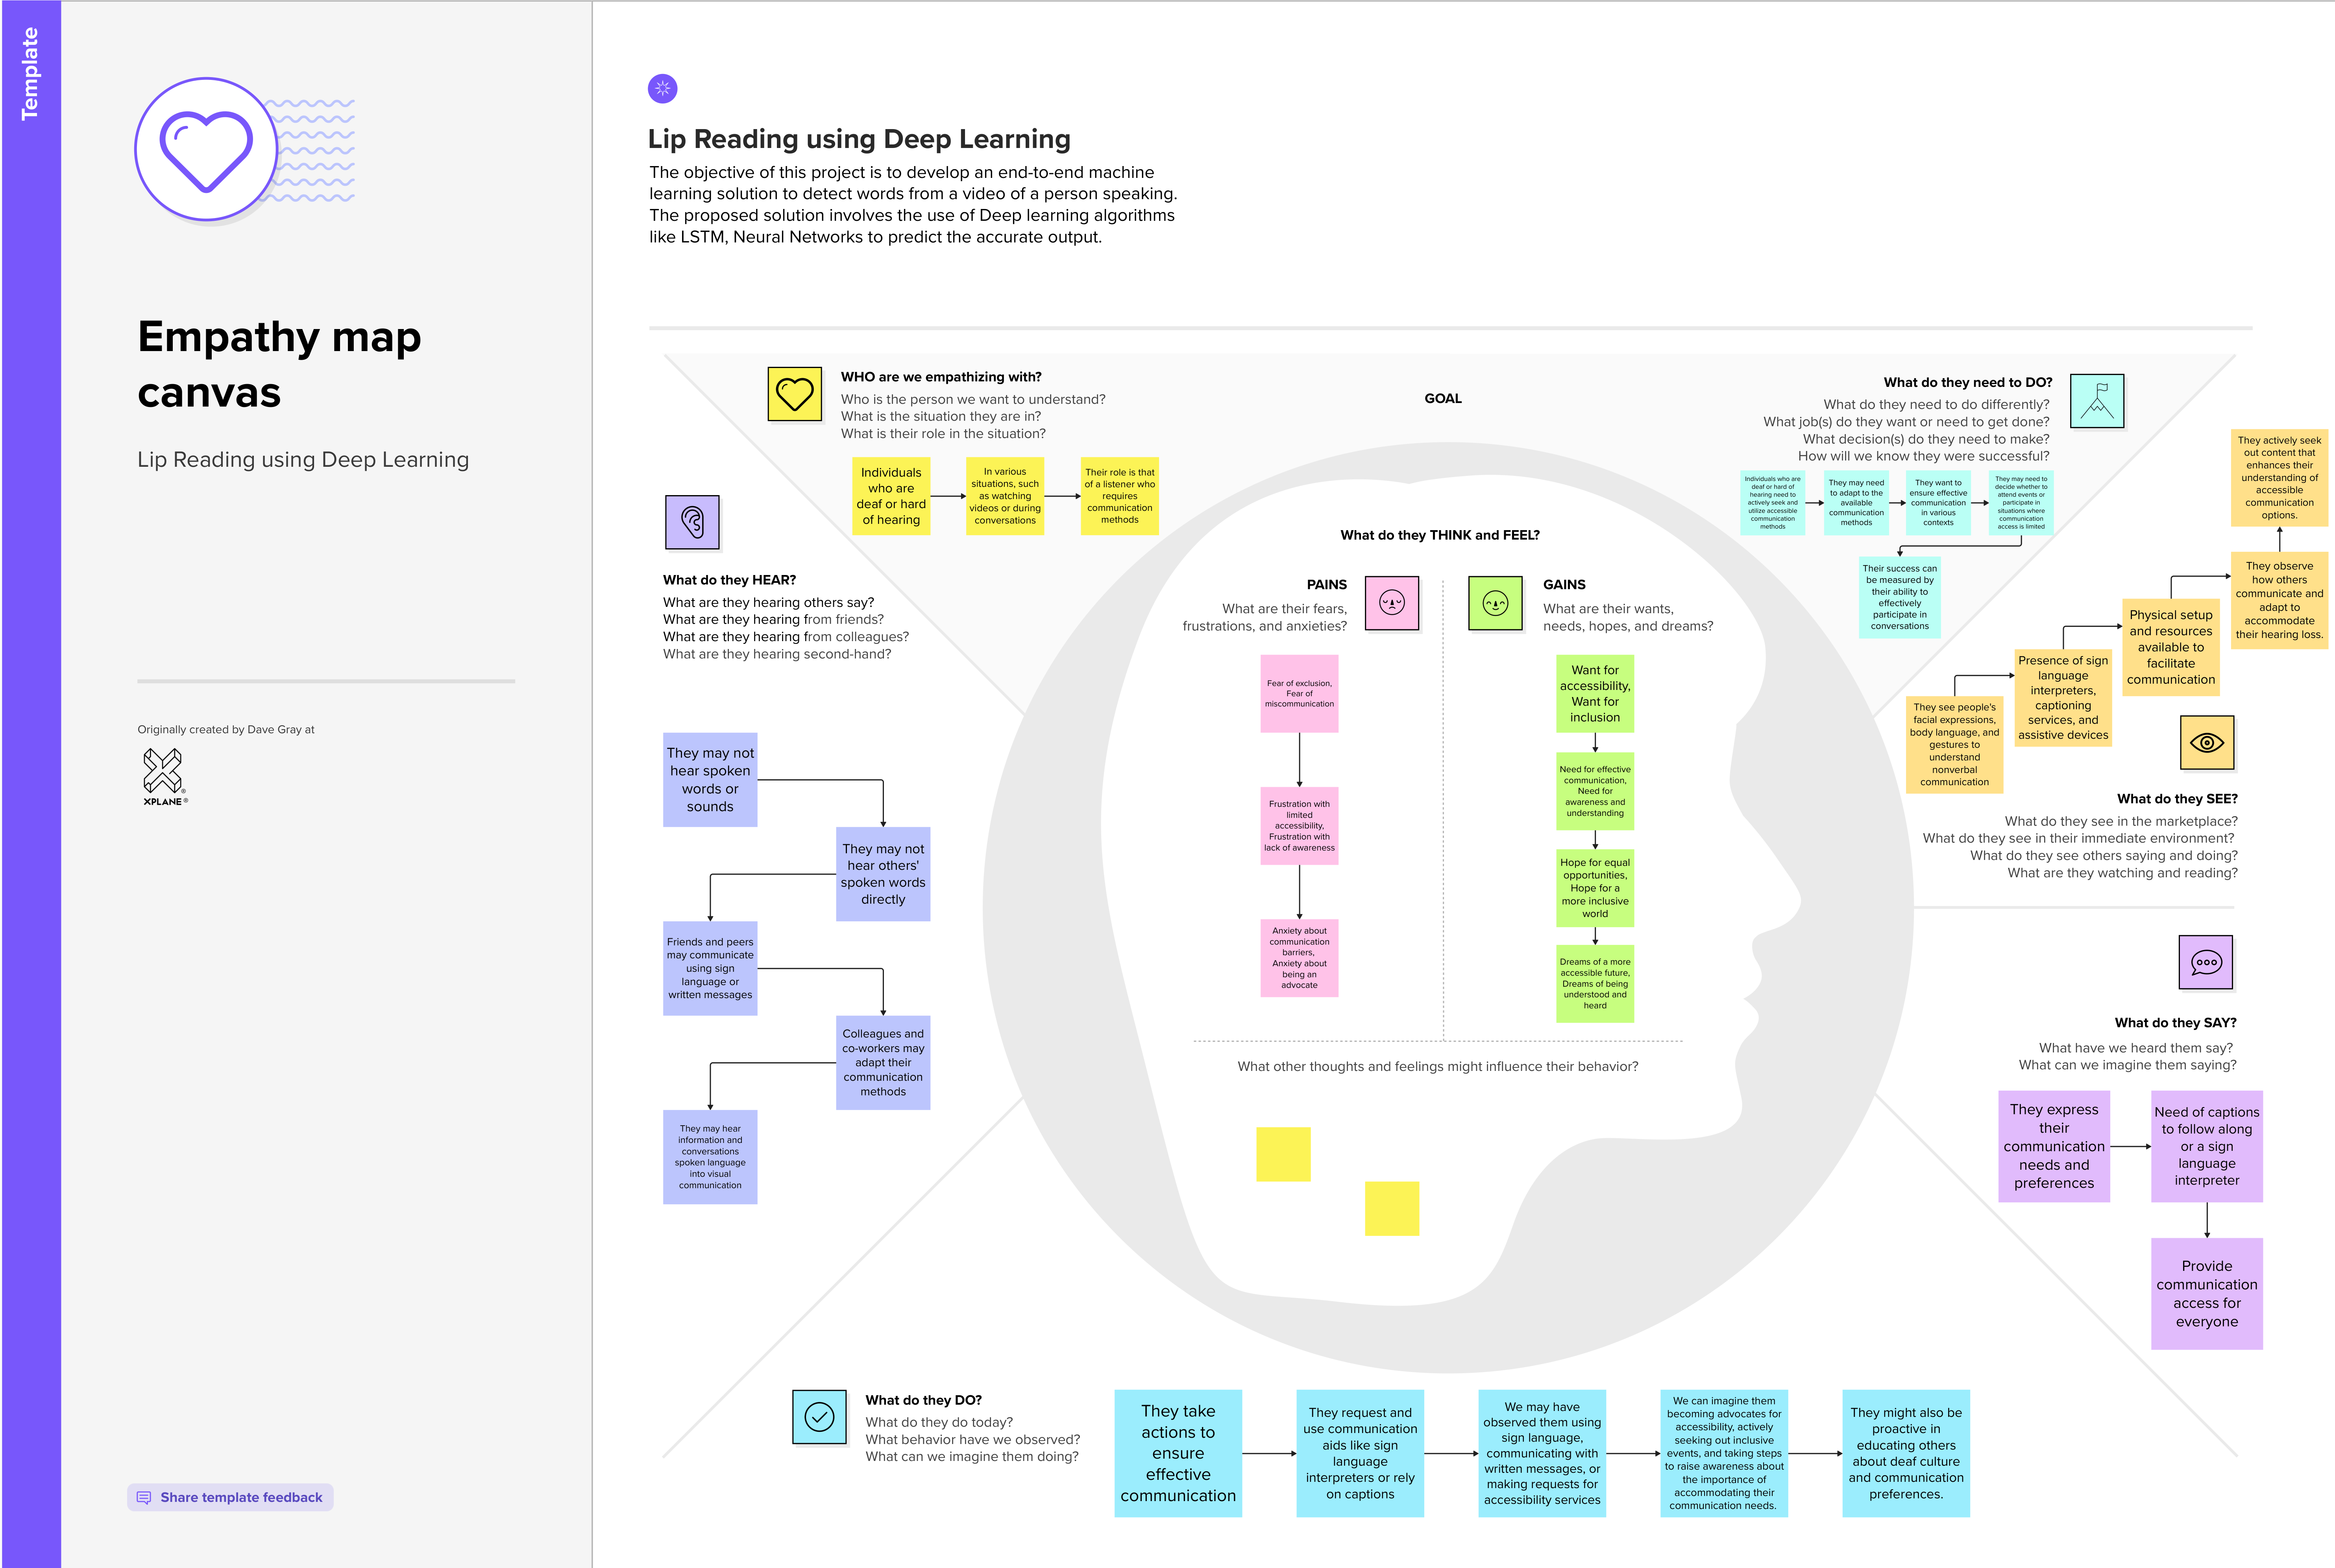 Template
Empathy map
canvas
Lip Reading using Deep Learning
Originally created by Dave Gray at
XPLANE®
Share template feedback
Lip Reading using Deep Learning
The objective of this project is to develop an end-to-end machine
learning solution to detect words from a video of a person speaking.
The proposed solution involves the use of Deep learning algorithms
like LSTM, Neural Networks to predict the accurate output.
WHO are we empathizing with?
Who is the person we want to understand?
What is the situation they are in?
What is their role in the situation?
Individuals
who are
deaf or hard
of hearing
In various
situations, such
as watching
videos or during
conversations
Their role is that
of a listener who
requires
communication
methods
GOAL
What do they need to DO?
What do they need to do differently?
What job(s) do they want or need to get done?
What decision(s) do they need to make?
How will we know they were successful?
Individuals who are
deaf or hard of
hearing need to
actively seek and
utilize accessible
communication
methods
They may need
to adapt to the
available
communication
methods
They want to
ensure effective
communication
in various
contexts
They may need to
decide whether to
attend events or
participate in
situations where
communication
access is limited
Their success can
be measured by
their ability to
effectively
participate in
conversations
What do they HEAR?
What are they hearing others say?
What are they hearing from friends?
What are they hearing from colleagues?
What are they hearing second-hand?
They may not
hear spoken
words or
sounds
They may not
hear others'
spoken words
directly
Friends and peers
may communicate
using sign
language or
written messages
Colleagues and
co-workers may
adapt their
communication
methods
They may hear
information and
conversations
spoken language
into visual
communication
What do they THINK and FEEL?
PAINS
What are their fears,
frustrations, and anxieties?
Fear of exclusion,
Fear of
miscommunication
Frustration with
limited
accessibility,
Frustration with
lack of awareness
Anxiety about
communication
barriers,
Anxiety about
being an
advocate
GAINS
What are their wants,
needs, hopes, and dreams?
Want for
accessibility,
Want for
inclusion
Need for effective
communication,
Need for
awareness and
understanding
Hope for equal
opportunities,
Hope for a
more inclusive
world
Dreams of a more
accessible future,
Dreams of being
understood and
heard
What other thoughts and feelings might influence their behavior?
They actively seek
out content that
enhances their
understanding of
accessible
communication
options.
They observe
how others
communicate and
adapt to
accommodate
their hearing loss.
Physical setup
and resources
available to
facilitate
communication
Presence of sign
language
interpreters,
captioning
services, and
assistive devices
They see people's
facial expressions,
body language, and
gestures to
understand
nonverbal
communication
What do they SEE?
What do they see in the marketplace?
What do they see in their immediate environment?
What do they see others saying and doing?
What are they watching and reading?
What do they SAY?
What have we heard them say?
What can we imagine them saying?
They express
their
communication
needs and
preferences
Need of captions
to follow along
or a sign
language
interpreter
Provide
communication
access for
everyone
What do they DO?
What do they do today?
What behavior have we observed?
What can we imagine them doing?
They take
actions to
ensure
effective
communication
They request and
use communication
aids like sign
language
interpreters or rely
on captions
We may have
observed them using
sign language,
communicating with
written messages, or
making requests for
accessibility services
We can imagine them
becoming advocates for
accessibility, actively
seeking out inclusive
events, and taking steps
to raise awareness about
the importance of
accommodating their
communication needs.
They might also be
proactive in
educating others
about deaf culture
and communication
preferences.